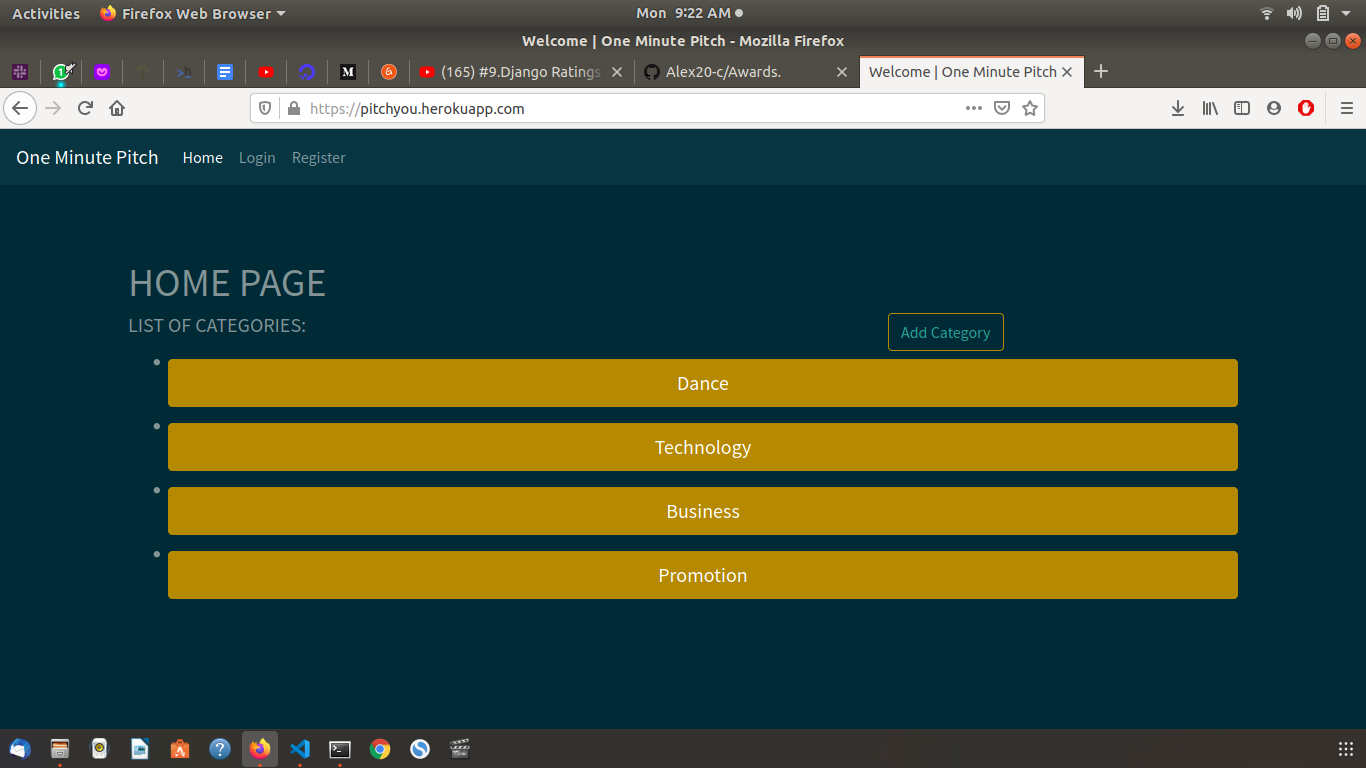 Activities Firefox Web Browser Mon 9:22 AM
Welcome | One Minute Pitch - Mozilla Firefox
1 M (165) #9.Django Ratings Alex20-c/Awards. Welcome | One Minute Pitch
https://pitchyou.herokuapp.com
One Minute Pitch Home Login Register
HOME PAGE
LIST OF CATEGORIES: Add Category
Dance
Technology
Business
Promotion